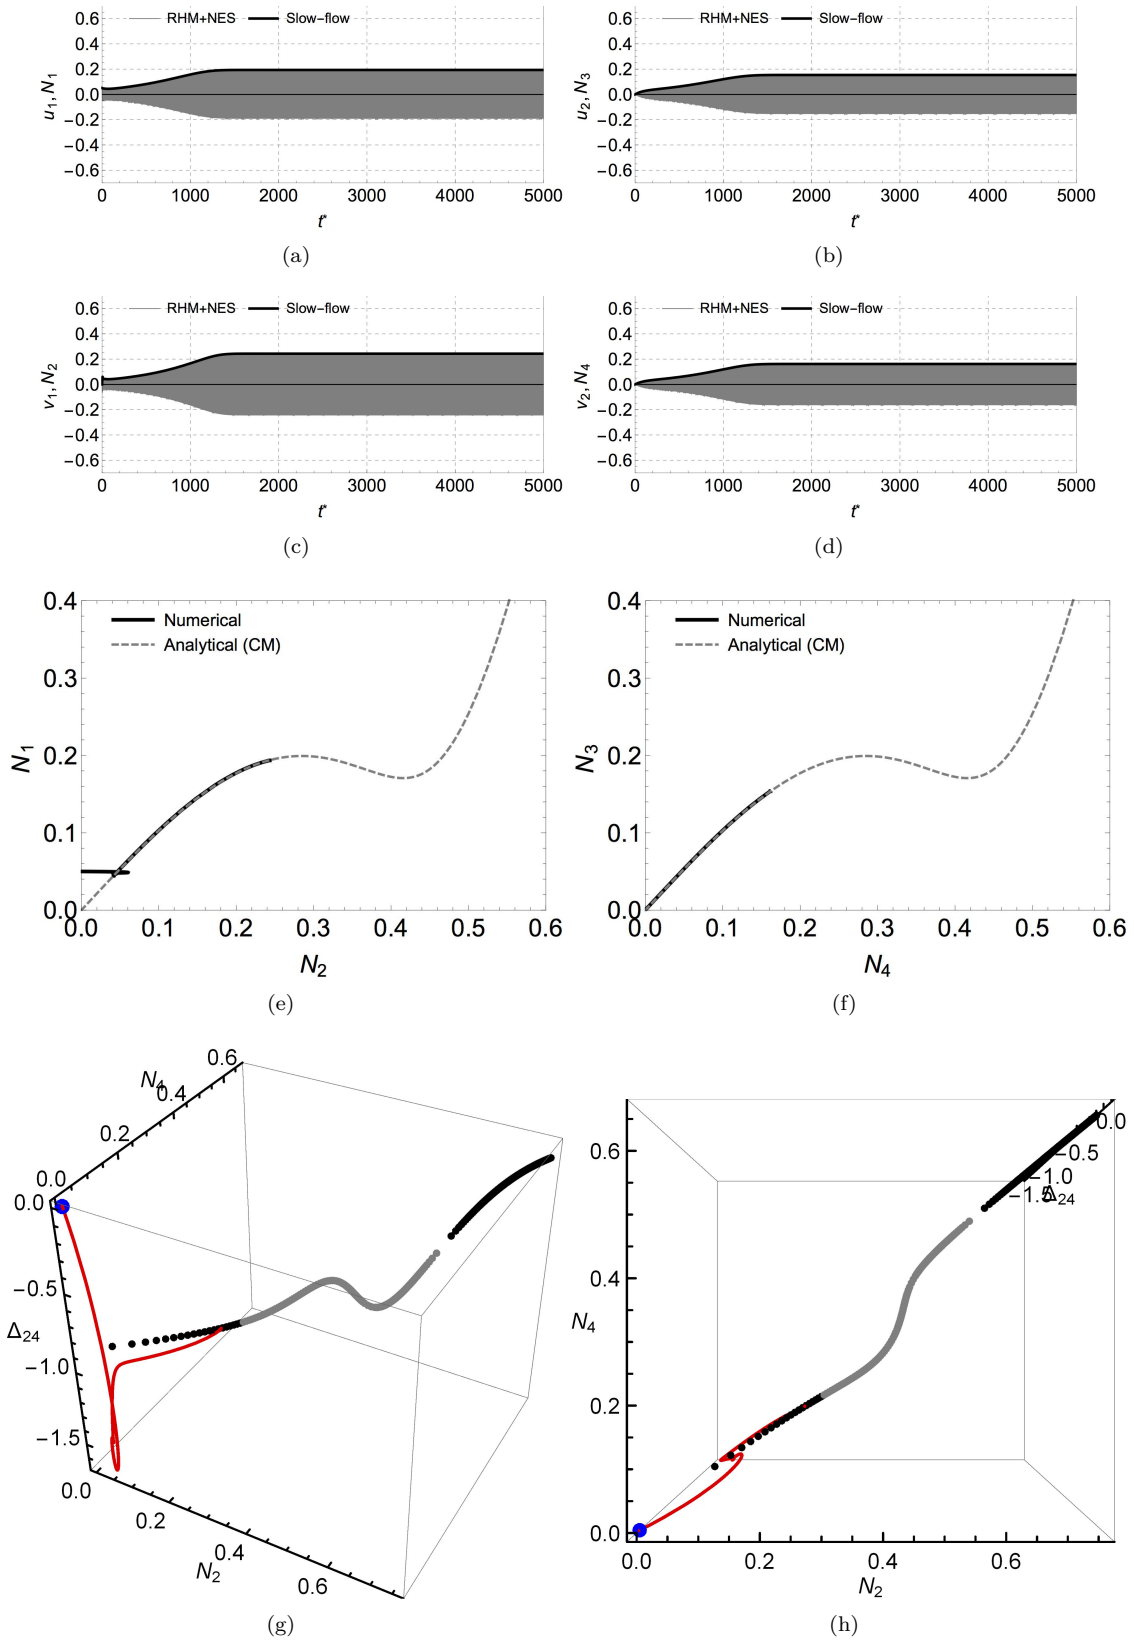 RHM+NES Slow-flow
0.6
0.4
0.2
0.0
−0.2
−0.4
−0.6
u1, N1
0 1000 2000 3000 4000 5000
t*
(a)
RHM+NES Slow-flow
0.6
0.4
0.2
0.0
−0.2
−0.4
−0.6
u2, N3
0 1000 2000 3000 4000 5000
t*
(b)
RHM+NES Slow-flow
0.6
0.4
0.2
0.0
−0.2
−0.4
−0.6
v1, N2
0 1000 2000 3000 4000 5000
t*
(c)
RHM+NES Slow-flow
0.6
0.4
0.2
0.0
−0.2
−0.4
−0.6
v2, N4
0 1000 2000 3000 4000 5000
t*
(d)
0.4
Numerical
Analytical (CM)
0.3
0.2
N1
0.1
0.0
0.0 0.1 0.2 0.3 0.4 0.5 0.6
N2
(e)
0.4
Numerical
Analytical (CM)
0.3
0.2
N3
0.1
0.0
0.0 0.1 0.2 0.3 0.4 0.5 0.6
N4
(f)
0.6
N4
0.4
0.2
0.0
0.0
−0.5
Δ24
−1.0
−1.5
0.0
0.2
0.4
N2
0.6
(g)
0.0
−0.5
−1.0
−1.5
Δ24
0.6
0.4
N4
0.2
0.0
0.0 0.2 0.4 0.6
N2
(h)